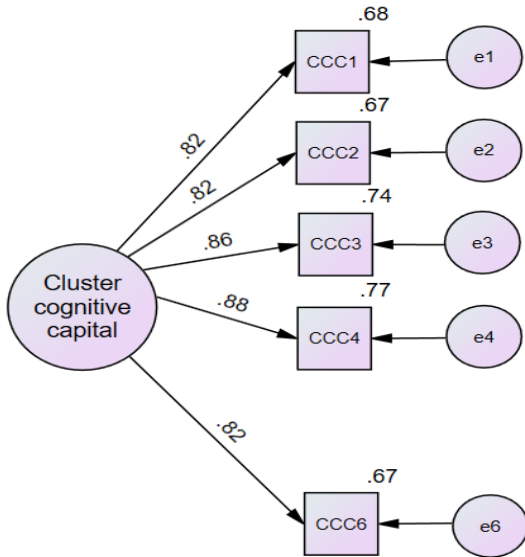 .68
CCC1
e1
.82
.67
CCC2
e2
.82
.74
CCC3
e3
.86
Cluster
cognitive
capital
.77
CCC4
e4
.88
.82
.67
CCC6
e6